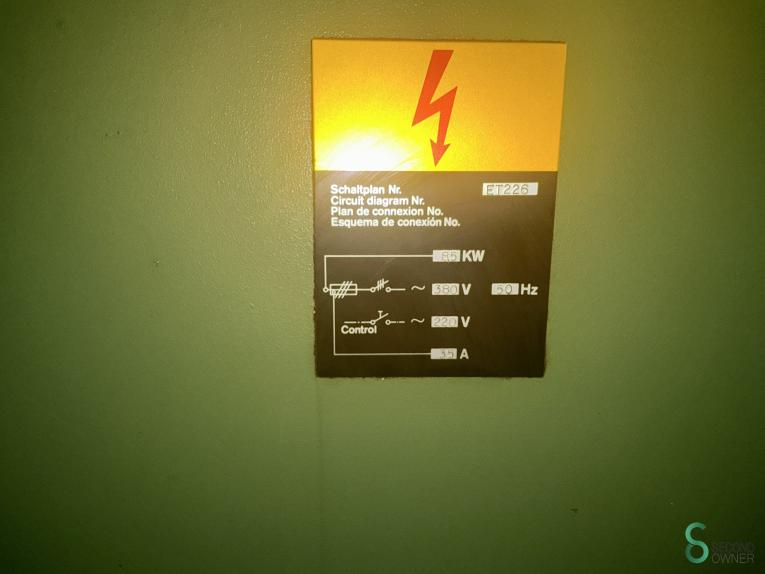 Schaltplan Nr. ET226
Circuit diagram Nr.
Plan de connexion No.
Esquema de conexión No.
85 KW
~ 380 V 50 Hz
Control ~ 220 V
35 A
SECOND
OWNER